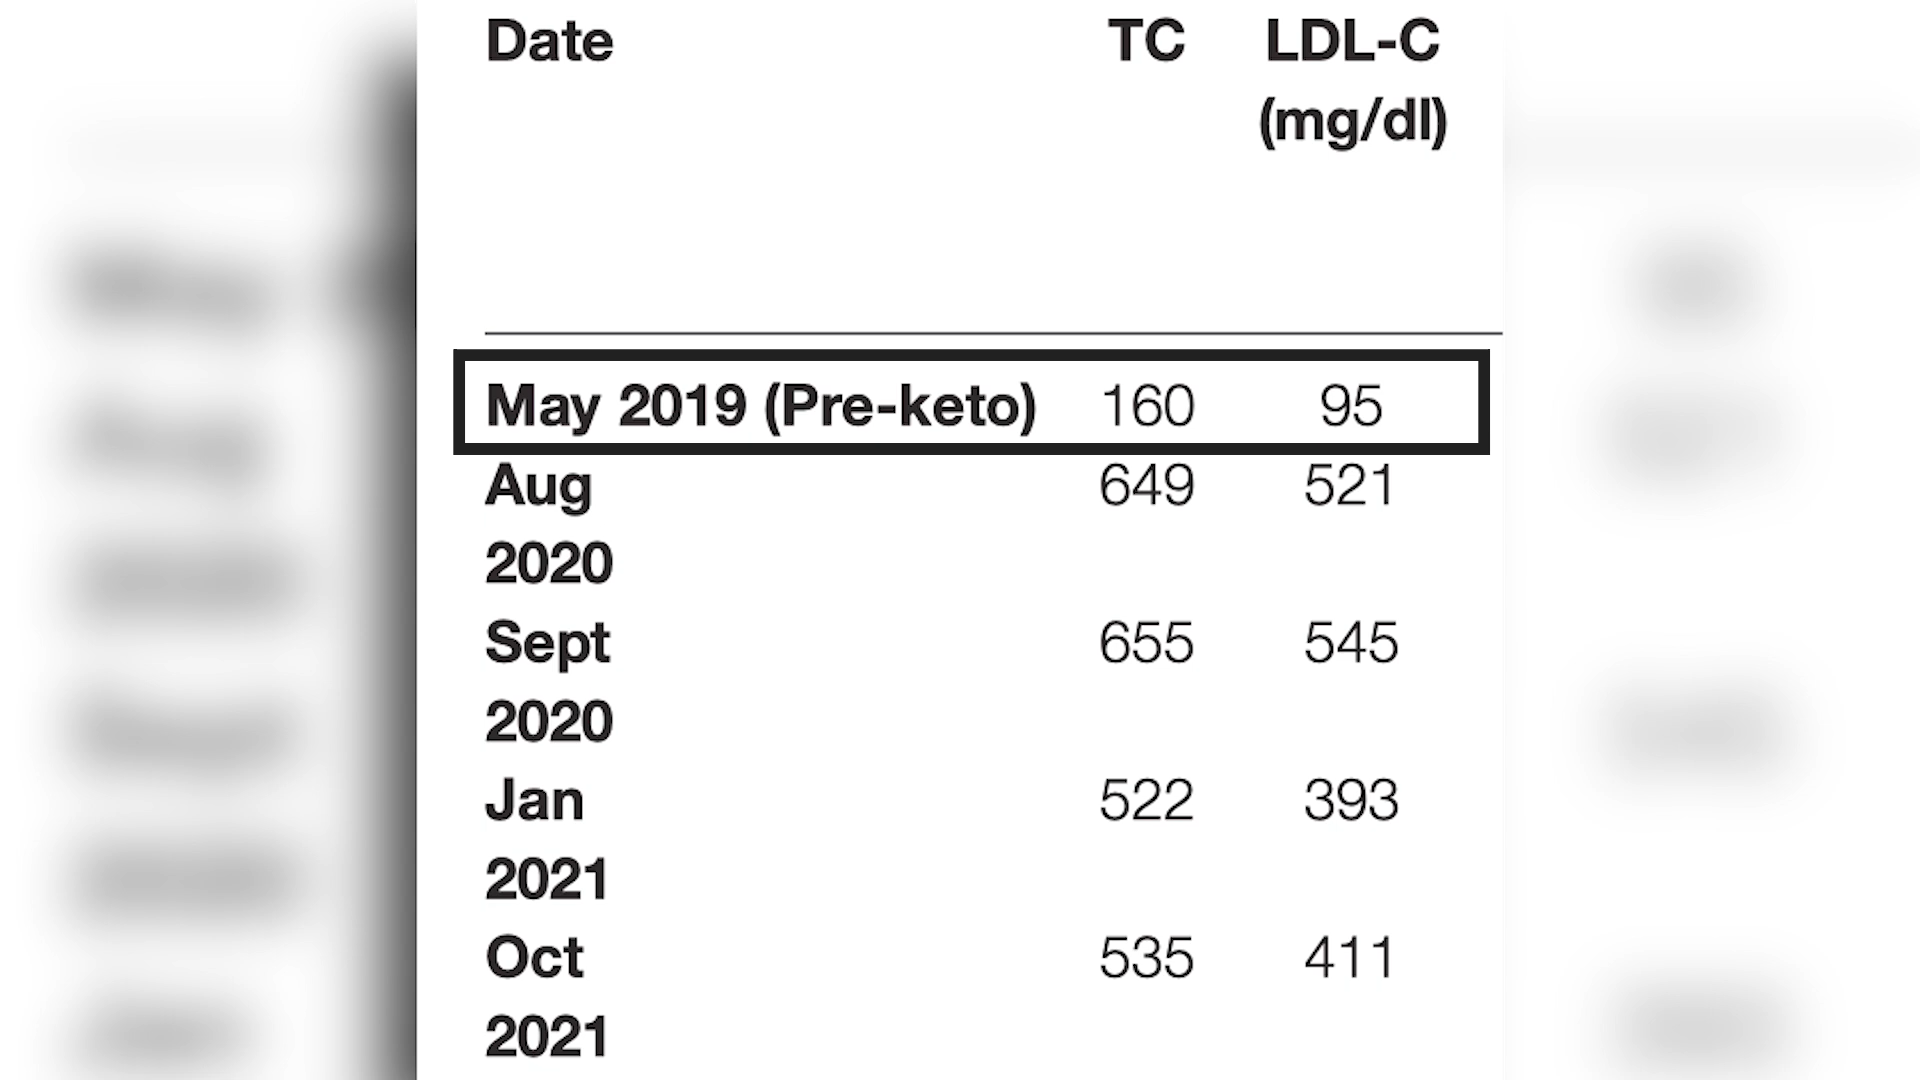 Date TC LDL-C
(mg/dl)
May 2019 (Pre-keto) 160 95
Aug 649 521
2020
Sept 655 545
2020
Jan 522 393
2021
Oct 535 411
2021